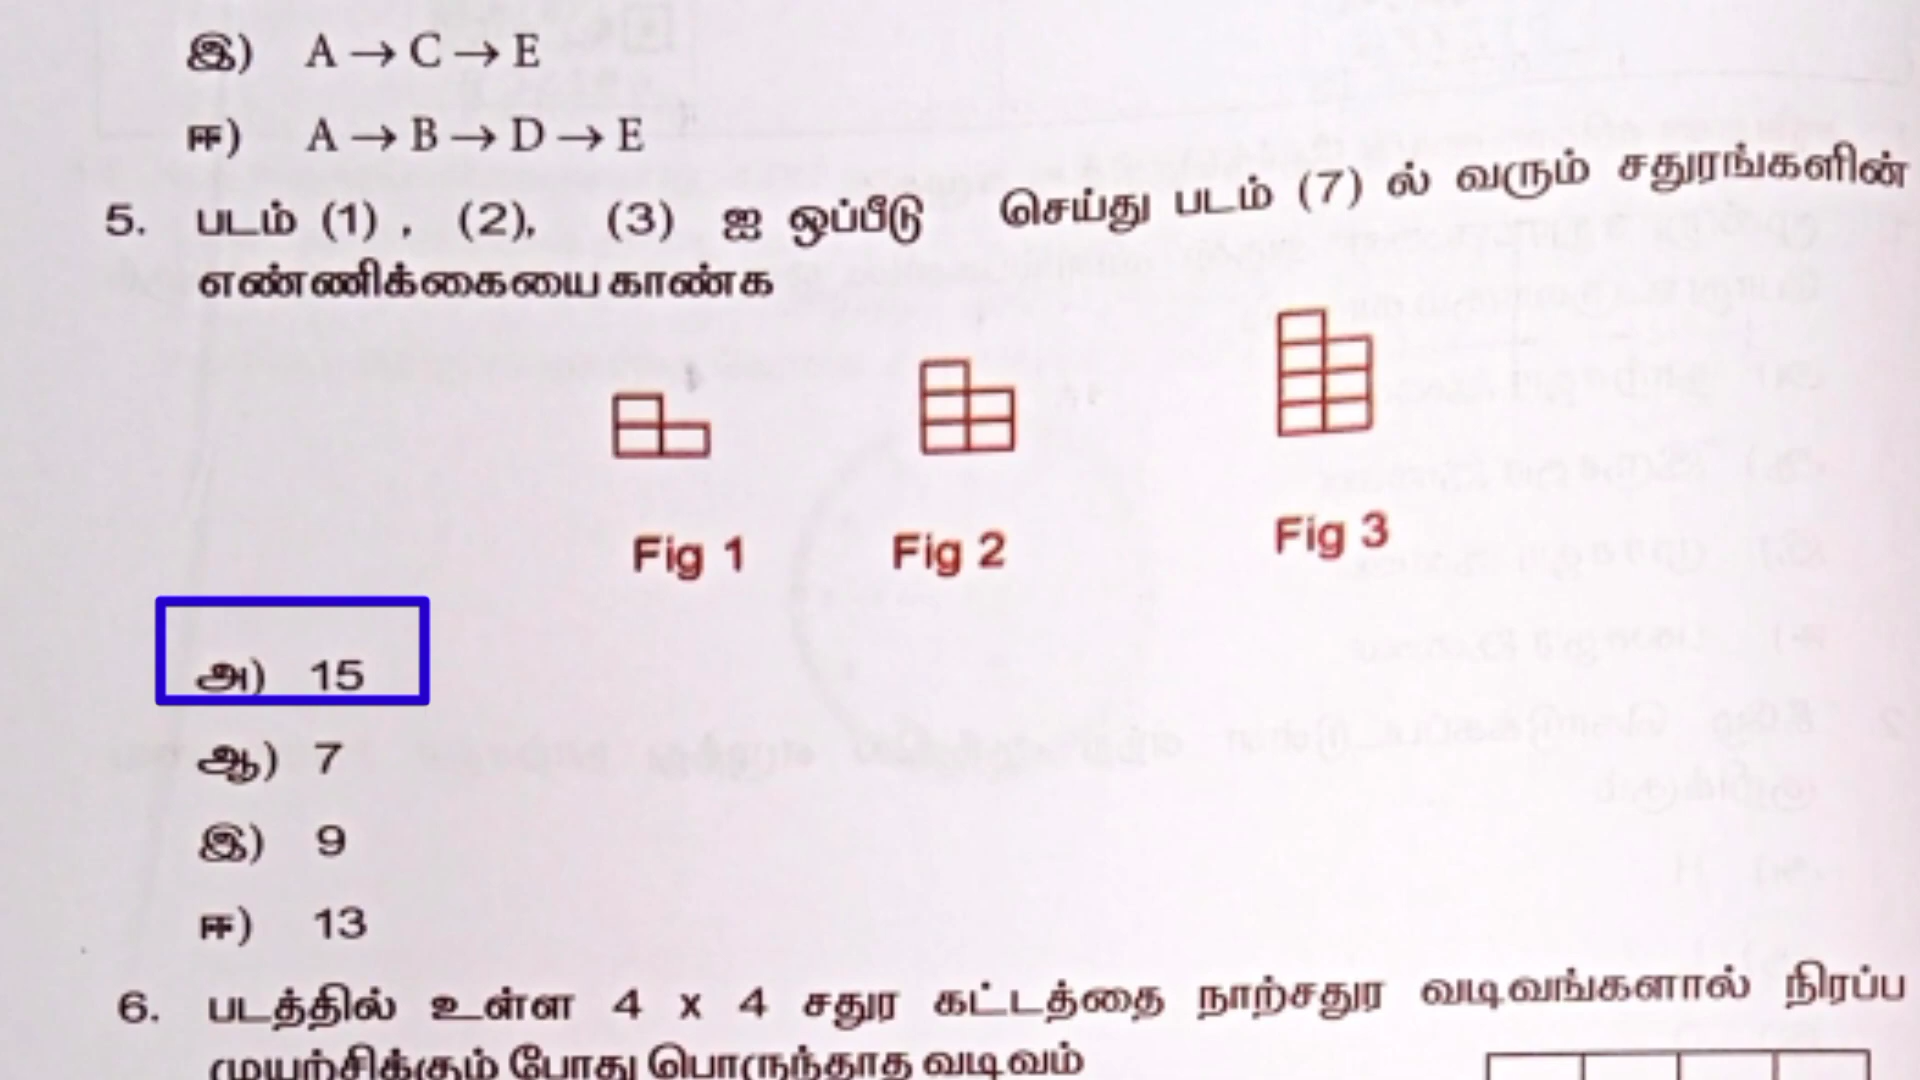 இ) A → C → E
ஈ) A → B → D → E
5. படம் (1) , (2), (3) ஐ ஒப்பீடு செய்து படம் (7) ல் வரும் சதுரங்களின்
எண்ணிக்கையை காண்க
Fig 1 Fig 2 Fig 3
அ) 15
ஆ) 7
இ) 9
ஈ) 13
6. படத்தில் உள்ள 4 x 4 சதுர கட்டத்தை நாற்சதுர வடிவங்களால் நிரப்ப
முயற்சிக்கும் போது பொருந்தாத வடிவம்